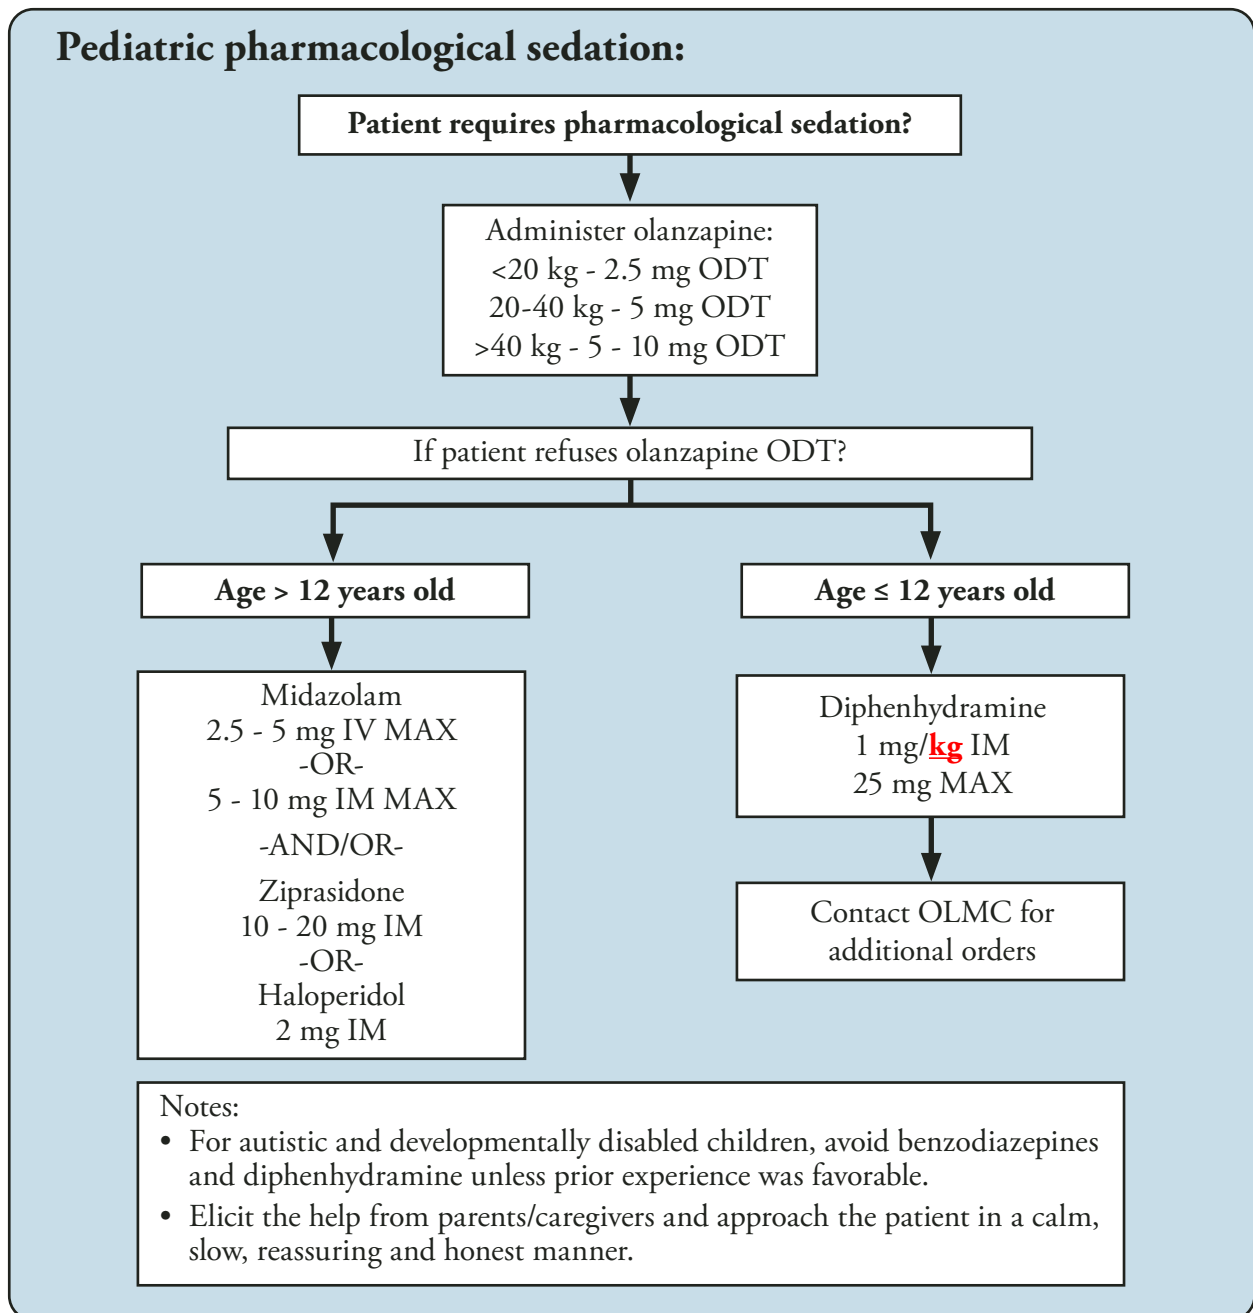 Pediatric pharmacological sedation:
Patient requires pharmacological sedation?
Administer olanzapine:
<20 kg - 2.5 mg ODT
20-40 kg - 5 mg ODT
>40 kg - 5 - 10 mg ODT
If patient refuses olanzapine ODT?
Age > 12 years old
Midazolam
2.5 - 5 mg IV MAX
-OR-
5 - 10 mg IM MAX
-AND/OR-
Ziprasidone
10 - 20 mg IM
-OR-
Haloperidol
2 mg IM
Age ≤ 12 years old
Diphenhydramine
1 mg/kg IM
25 mg MAX
Contact OLMC for
additional orders
Notes:
• For autistic and developmentally disabled children, avoid benzodiazepines
and diphenhydramine unless prior experience was favorable.
• Elicit the help from parents/caregivers and approach the patient in a calm,
slow, reassuring and honest manner.